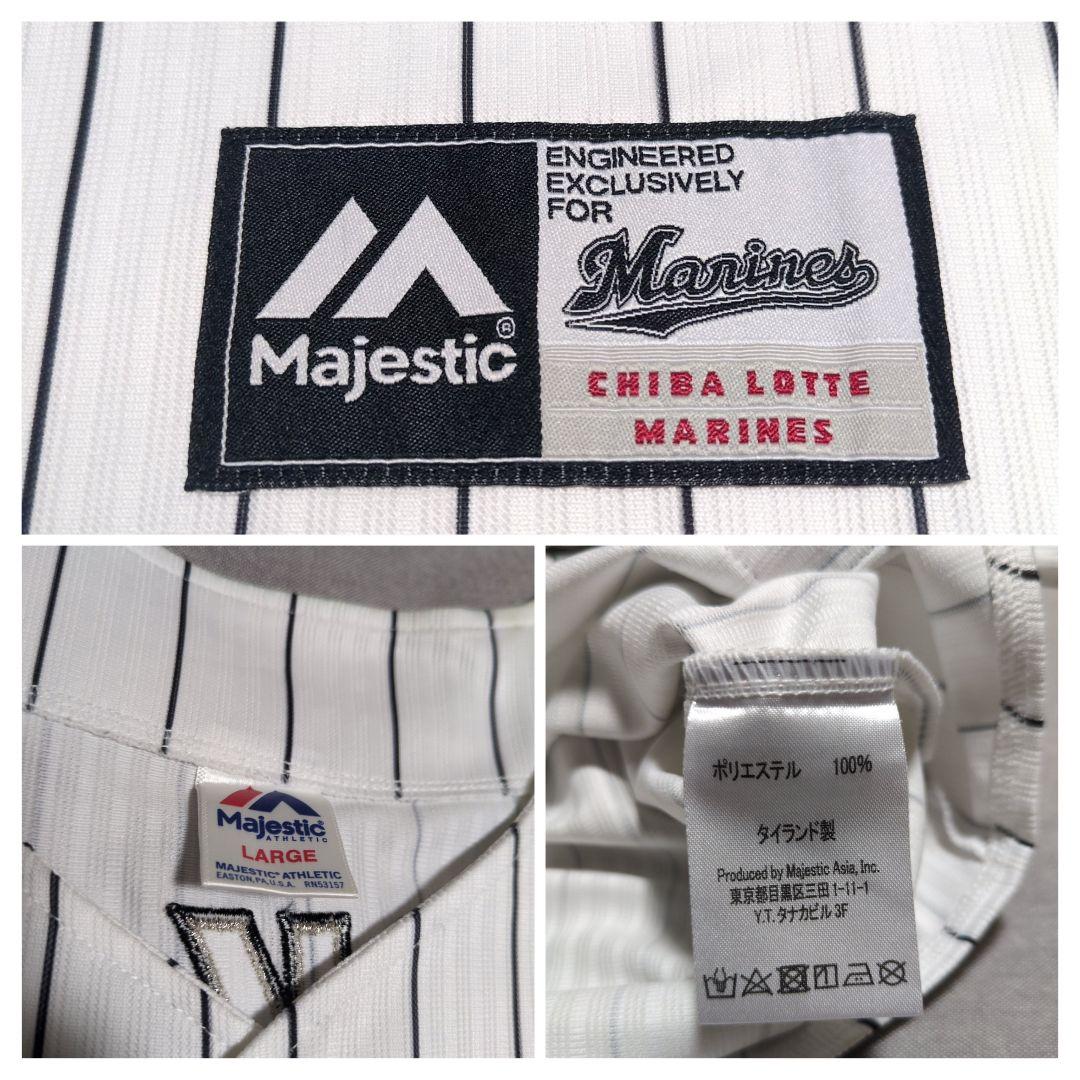 ENGINEERED
EXCLUSIVELY
FOR
Marines
Majestic®
CHIBA LOTTE
MARINES
Majestic®
ATHLETIC
LARGE
MAJESTIC® ATHLETIC
EASTON, PA, U.S.A. RN53157
ポリエステル 100%
タイランド製
Produced by Majestic Asia, Inc.
東京都目黒区三田1-11-1
Y.T.タナカビル 3F